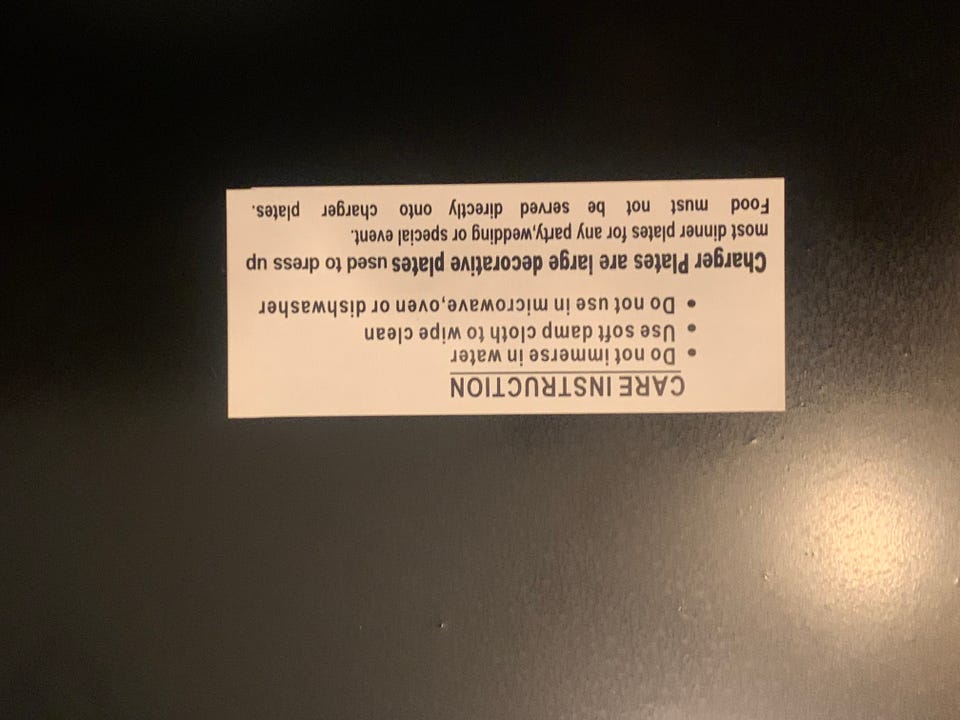 CARE INSTRUCTION
• Do not immerse in water
• Use soft damp cloth to wipe clean
• Do not use in microwave,oven or dishwasher
Charger Plates are large decorative plates used to dress up
most dinner plates for any party,wedding or special event.
Food must not be served directly onto charger plates.